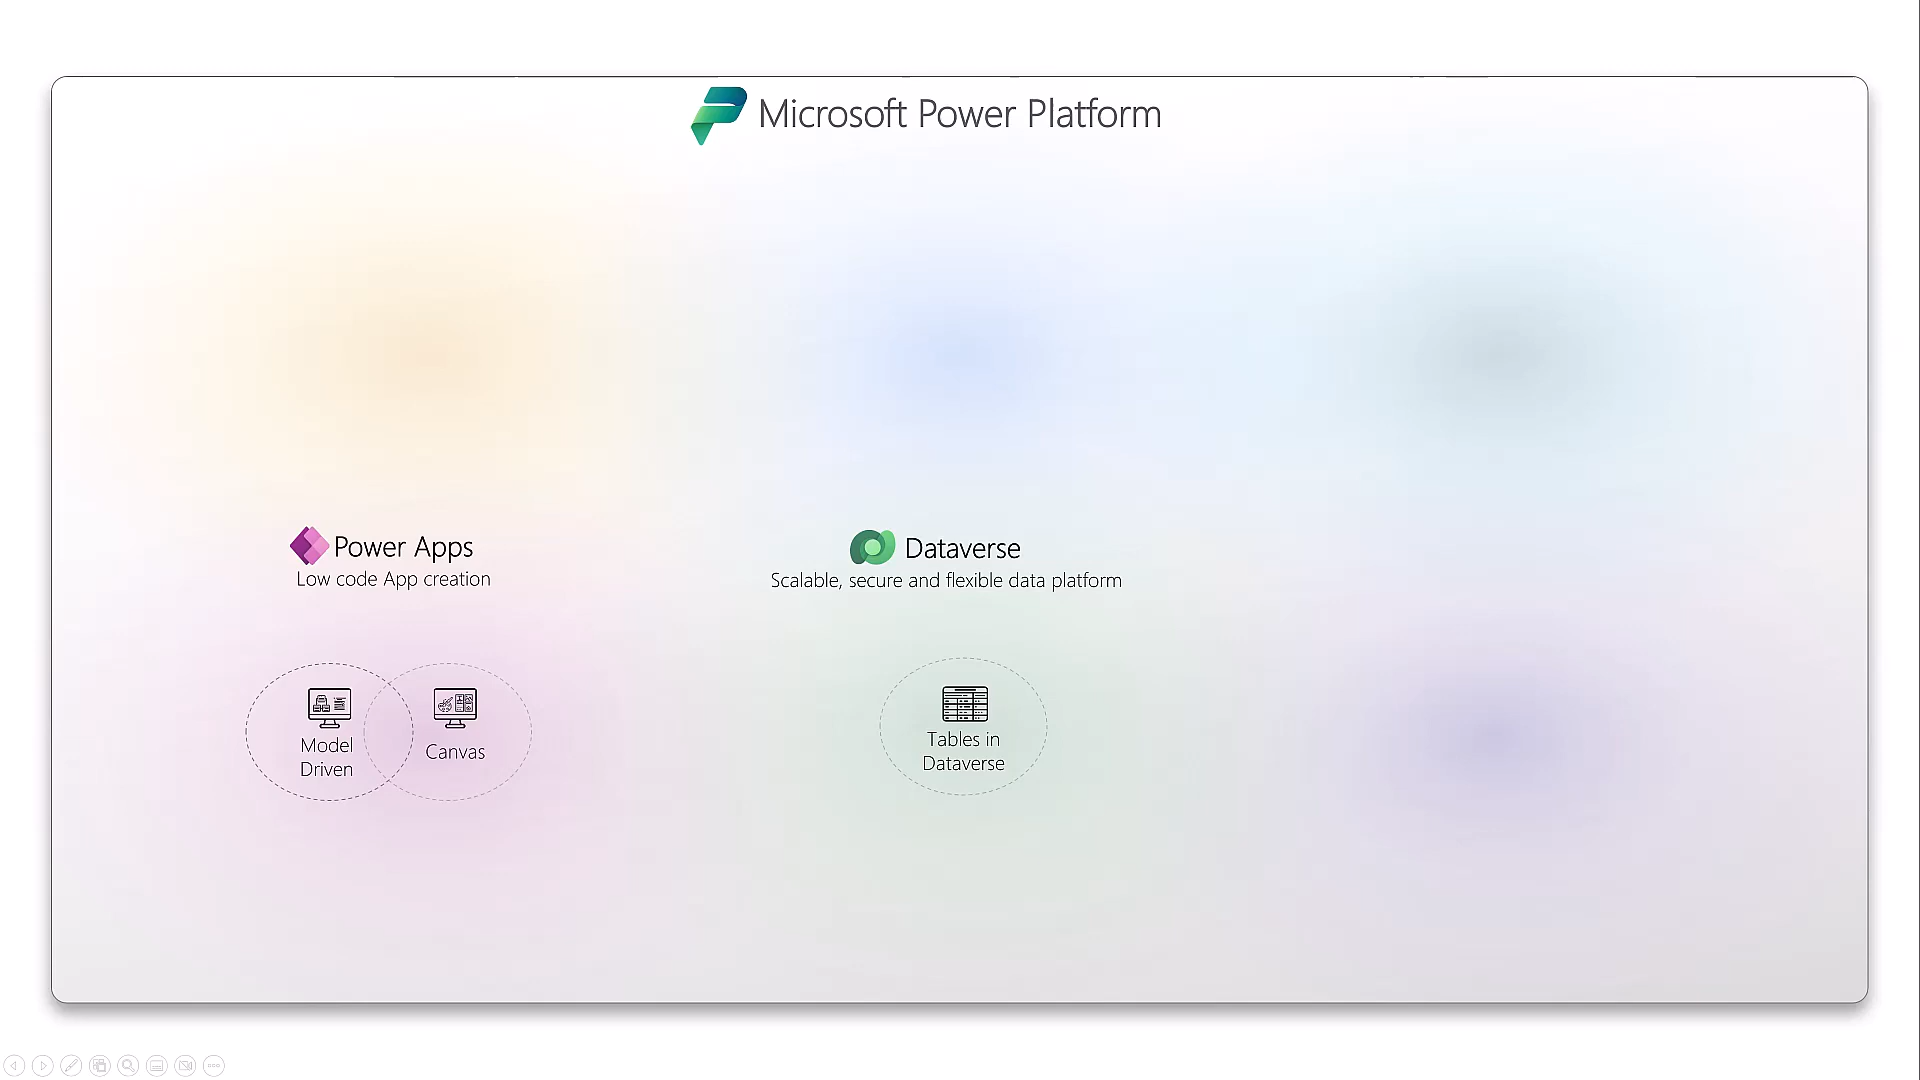 Microsoft Power Platform
Power Apps
Low code App creation
Dataverse
Scalable, secure and flexible data platform
Model
Driven
Canvas
Tables in
Dataverse